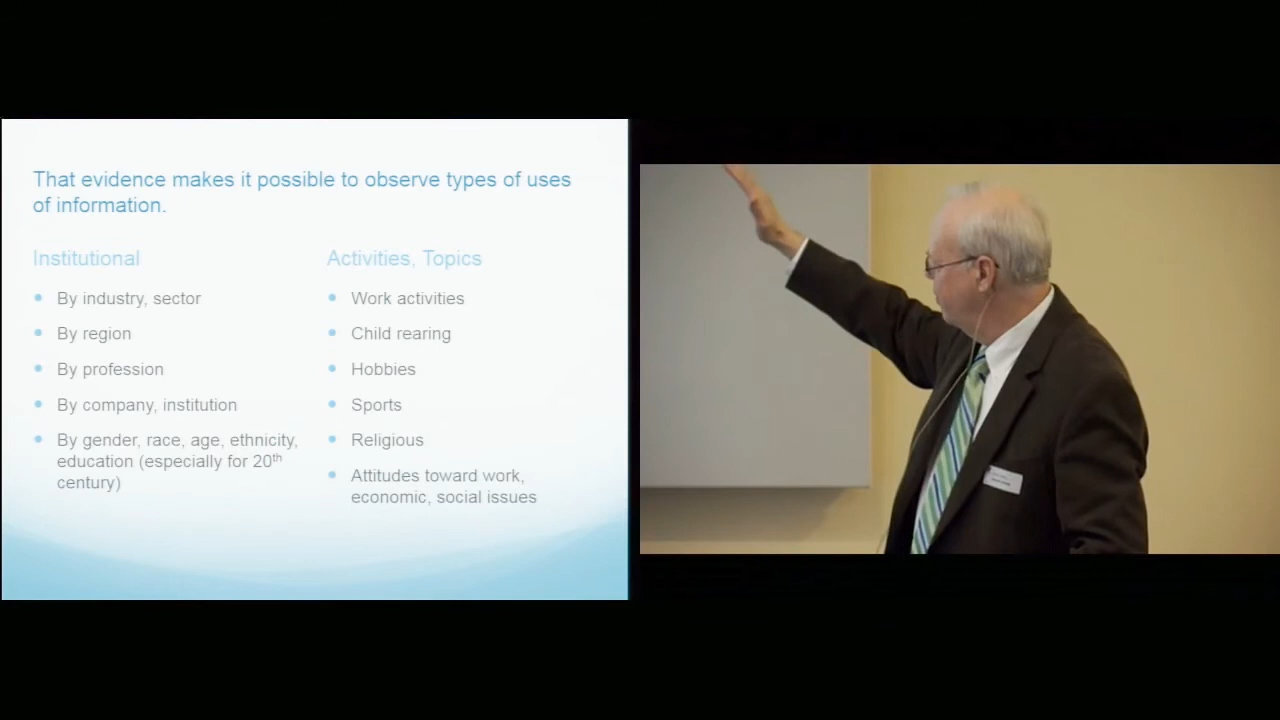 That evidence makes it possible to observe types of uses
of information.
Institutional
By industry, sector
By region
By profession
By company, institution
By gender, race, age, ethnicity,
education (especially for 20th
century)
Activities, Topics
Work activities
Child rearing
Hobbies
Sports
Religious
Attitudes toward work,
economic, social issues